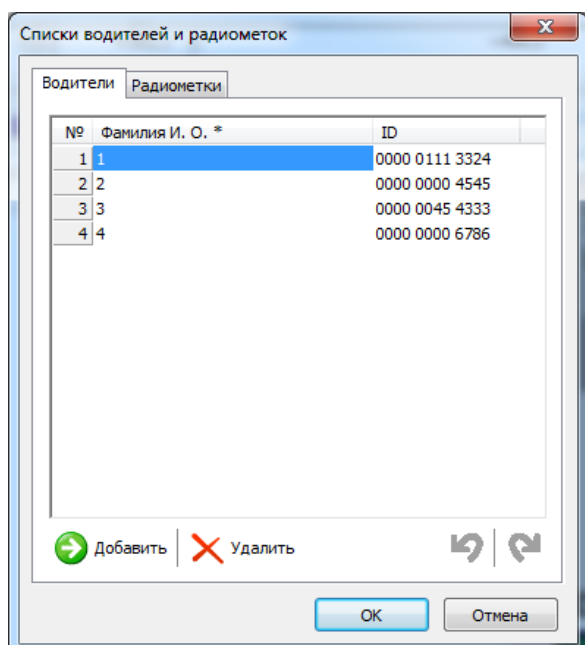 Списки водителей и радиометок
Водители Радиометки
№ Фамилия И. О. * ID
1 1 0000 0111 3324
2 2 0000 0000 4545
3 3 0000 0045 4333
4 4 0000 0000 6786
Добавить Удалить
ОК Отмена